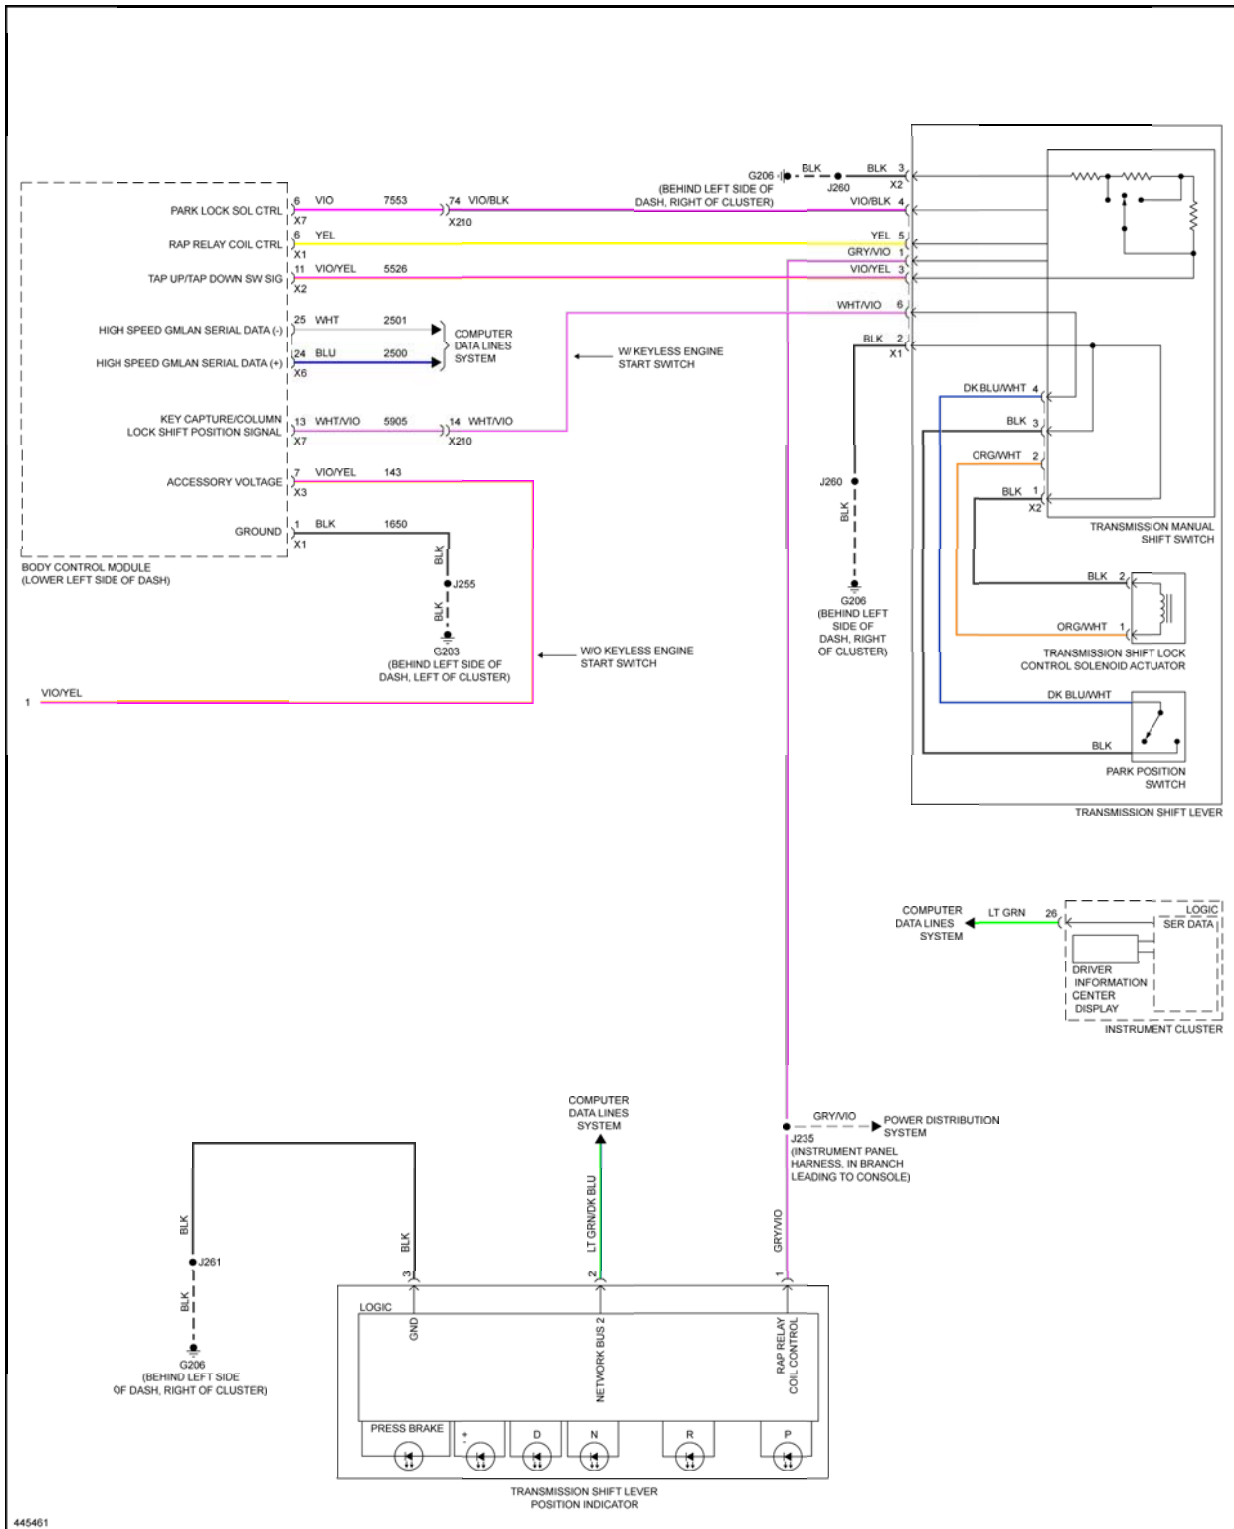 PARK LOCK SOL CTRL
6 VIO 7553
X7
74 VIO/BLK
X210
RAP RELAY COIL CTRL
6 YEL
X1
TAP UP/TAP DOWN SW SIG
11 VIO/YEL 5526
X2
HIGH SPEED GMLAN SERIAL DATA (-)
25 WHT 2501
HIGH SPEED GMLAN SERIAL DATA (+)
24 BLU 2500
X6
COMPUTER
DATA LINES
SYSTEM
KEY CAPTURE/COLUMN
LOCK SHIFT POSITION SIGNAL
13 WHT/VIO 5905
X7
14 WHT/VIO
X210
ACCESSORY VOLTAGE
7 VIO/YEL 143
X3
GROUND
1 BLK 1650
X1
BODY CONTROL MODULE
(LOWER LEFT SIDE OF DASH)
BLK
J255
BLK
G203
(BEHIND LEFT SIDE OF
DASH, LEFT OF CLUSTER)
1 VIO/YEL
W/ KEYLESS ENGINE
START SWITCH
W/O KEYLESS ENGINE
START SWITCH
G206
(BEHIND LEFT SIDE OF
DASH, RIGHT OF CLUSTER)
BLK
J260
BLK 3
X2
VIO/BLK 4
YEL 5
GRY/VIO 1
VIO/YEL 3
WHT/VIO 6
BLK 2
X1
J260
BLK
G206
(BEHIND LEFT
SIDE OF
DASH, RIGHT
OF CLUSTER)
DK BLU/WHT 4
BLK 3
ORG/WHT 2
BLK 1
X2
TRANSMISSION MANUAL
SHIFT SWITCH
BLK 2
ORG/WHT 1
TRANSMISSION SHIFT LOCK
CONTROL SOLENOID ACTUATOR
DK BLU/WHT
BLK
PARK POSITION
SWITCH
TRANSMISSION SHIFT LEVER
COMPUTER
DATA LINES
SYSTEM
LT GRN 26
LOGIC
SER DATA
DRIVER
INFORMATION
CENTER
DISPLAY
INSTRUMENT CLUSTER
GRY/VIO
POWER DISTRIBUTION
SYSTEM
J235
(INSTRUMENT PANEL
HARNESS, IN BRANCH
LEADING TO CONSOLE)
COMPUTER
DATA LINES
SYSTEM
BLK
J261
BLK
G206
(BEHIND LEFT SIDE
OF DASH, RIGHT OF CLUSTER)
BLK
3
LT GRN/DK BLU
2
GRY/VIO
1
LOGIC
GND
NETWORK BUS 2
RAP RELAY
COIL CONTROL
PRESS BRAKE
+
-
D
N
R
P
TRANSMISSION SHIFT LEVER
POSITION INDICATOR
445461